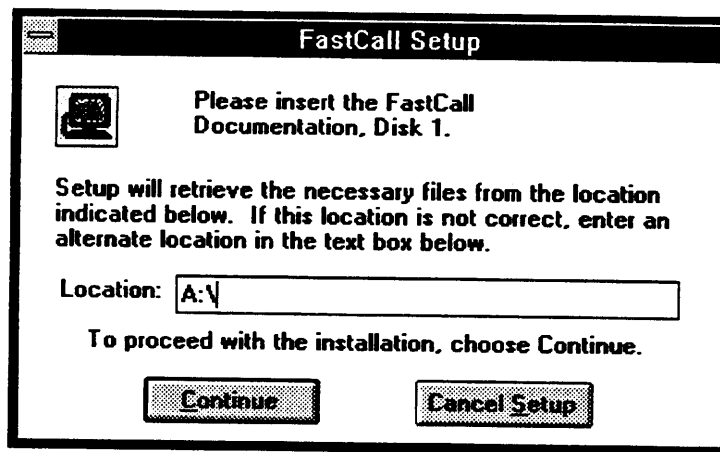 FastCall Setup
Please insert the FastCall
Documentation, Disk 1.
Setup will retrieve the necessary files from the location
indicated below. If this location is not correct, enter an
alternate location in the text box below.
Location: A:\
To proceed with the installation, choose Continue.
Continue Cancel Setup